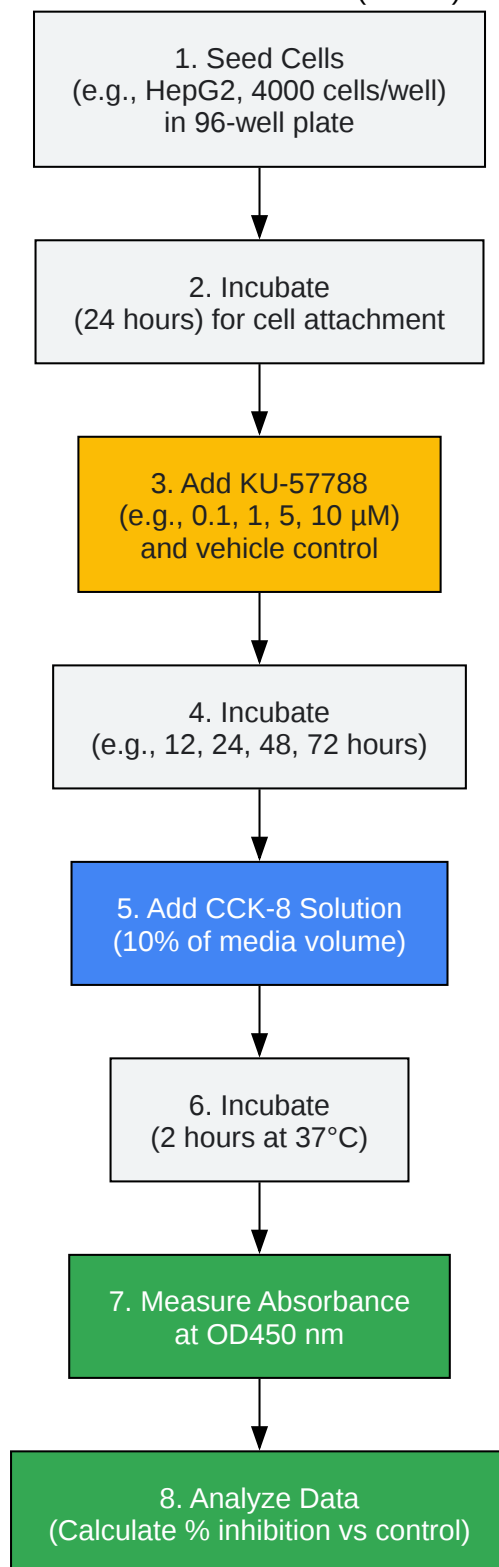 1. Seed Cells
(e.g., HepG2, 4000 cells/well)
in 96-well plate
2. Incubate
(24 hours) for cell attachment
3. Add KU-57788
(e.g., 0.1, 1, 5, 10 µM)
and vehicle control
4. Incubate
(e.g., 12, 24, 48, 72 hours)
5. Add CCK-8 Solution
(10% of media volume)
6. Incubate
(2 hours at 37°C)
7. Measure Absorbance
at OD450 nm
8. Analyze Data
(Calculate % inhibition vs control)